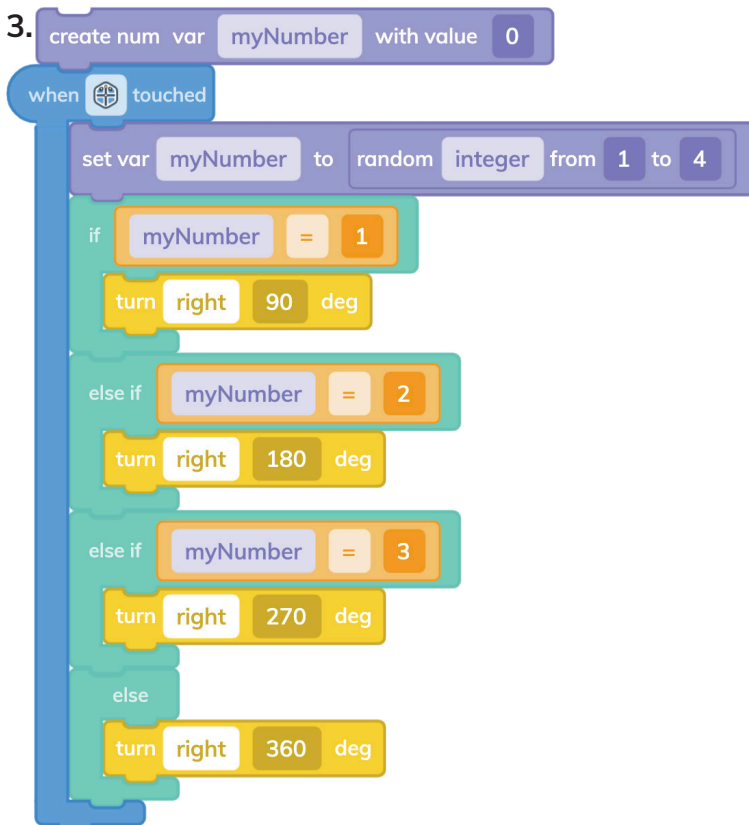 3. create num var myNumber with value 0
when touched
set var myNumber to random integer from 1 to 4
if myNumber = 1
turn right 90 deg
else if myNumber = 2
turn right 180 deg
else if myNumber = 3
turn right 270 deg
else
turn right 360 deg